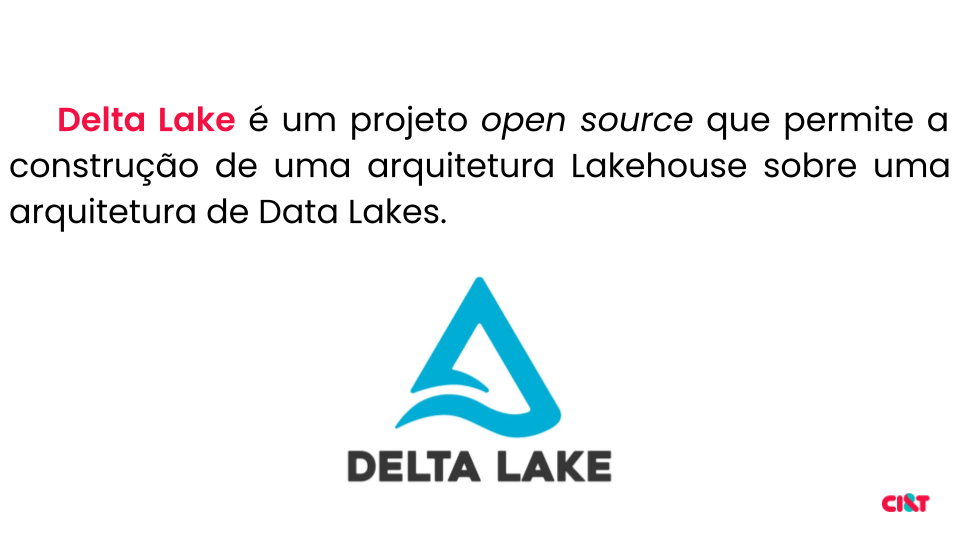 Delta Lake é um projeto open source que permite a
construção de uma arquitetura Lakehouse sobre uma
arquitetura de Data Lakes.
DELTA LAKE
CI&T